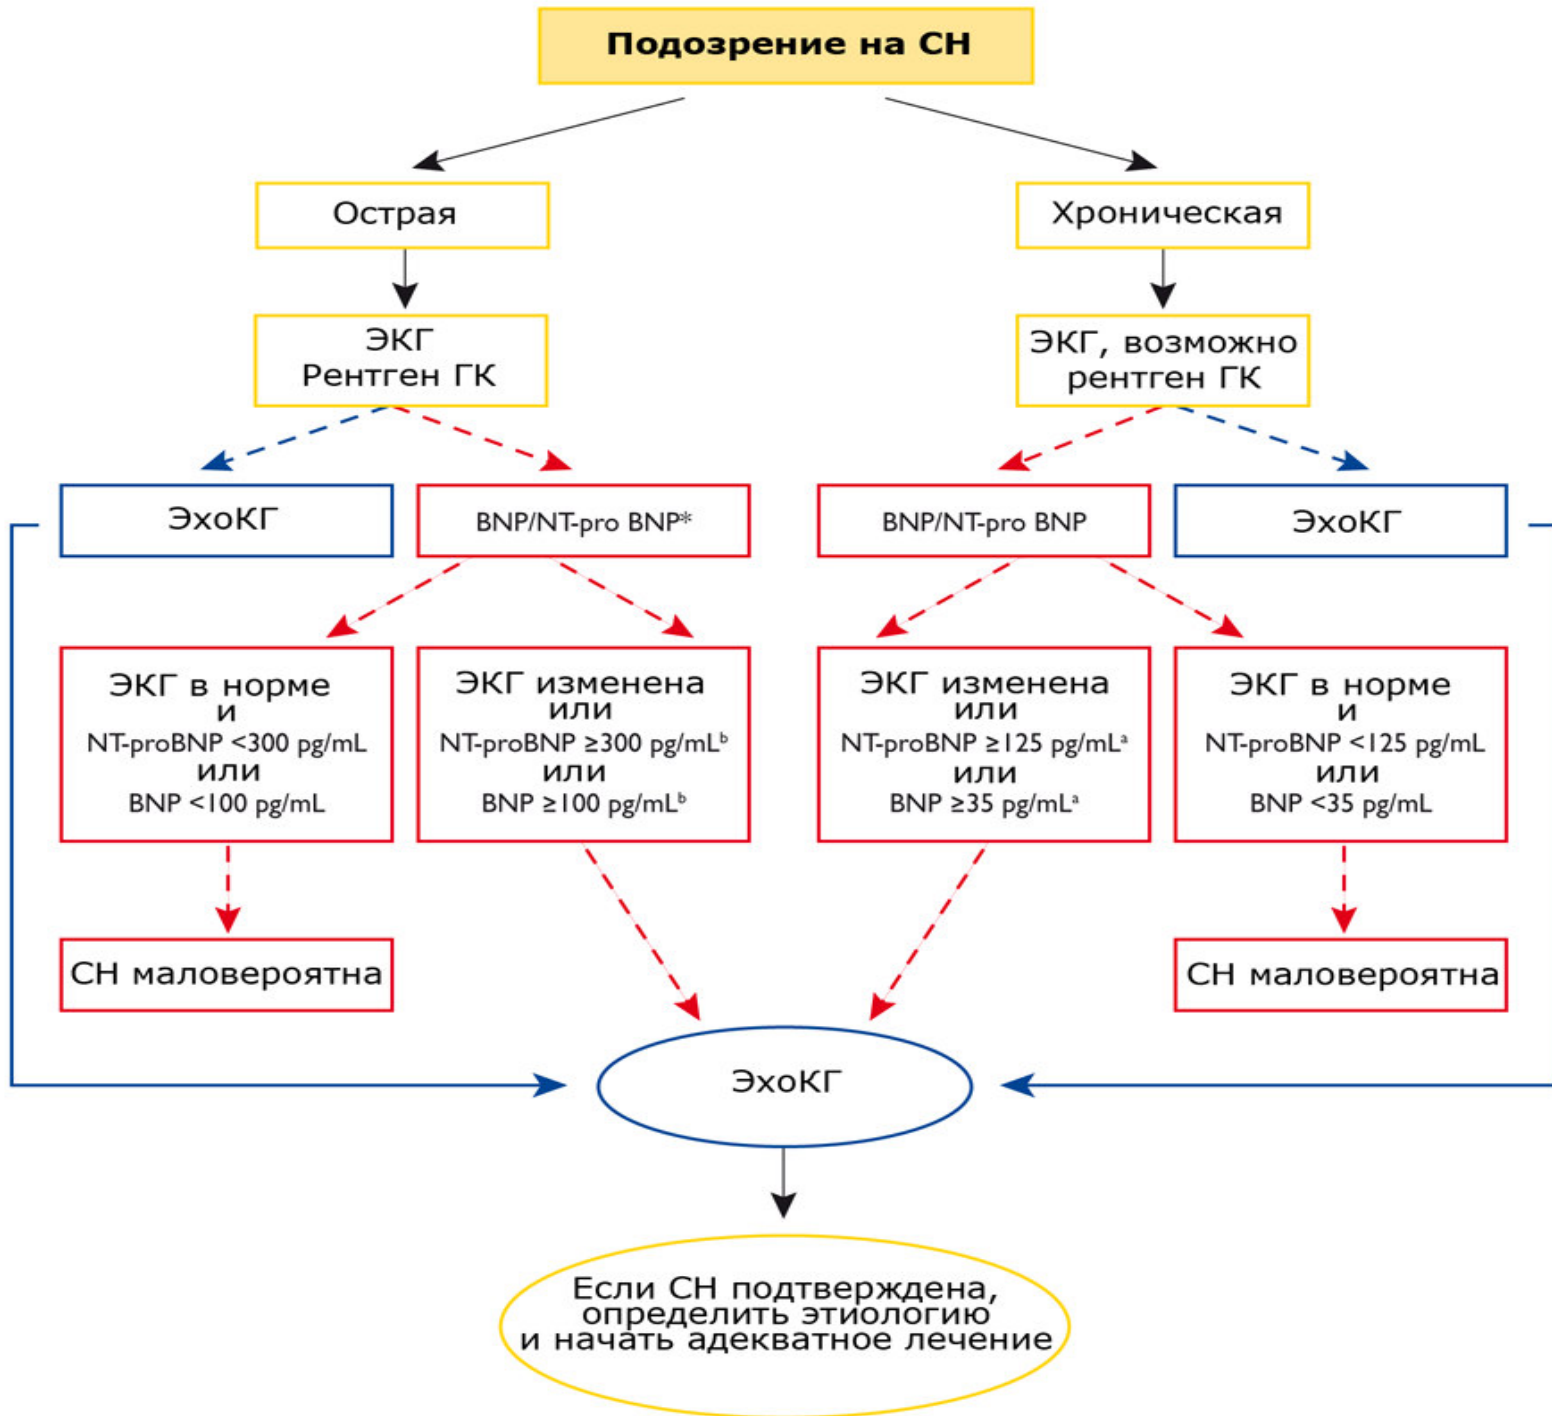 Подозрение на СН
Острая
Хроническая
ЭКГ
Рентген ГК
ЭКГ, возможно
рентген ГК
ЭхоКГ
BNP/NT-pro BNP*
BNP/NT-pro BNP
ЭхоКГ
ЭКГ в норме
и
NT-proBNP <300 pg/mL
или
BNP <100 pg/mL
ЭКГ изменена
или
NT-proBNP ≥300 pg/mLᵇ
или
BNP ≥100 pg/mLᵇ
ЭКГ изменена
или
NT-proBNP ≥125 pg/mLᵃ
или
BNP ≥35 pg/mLᵃ
ЭКГ в норме
и
NT-proBNP <125 pg/mL
или
BNP <35 pg/mL
СН маловероятна
СН маловероятна
ЭхоКГ
Если СН подтверждена,
определить этиологию
и начать адекватное лечение